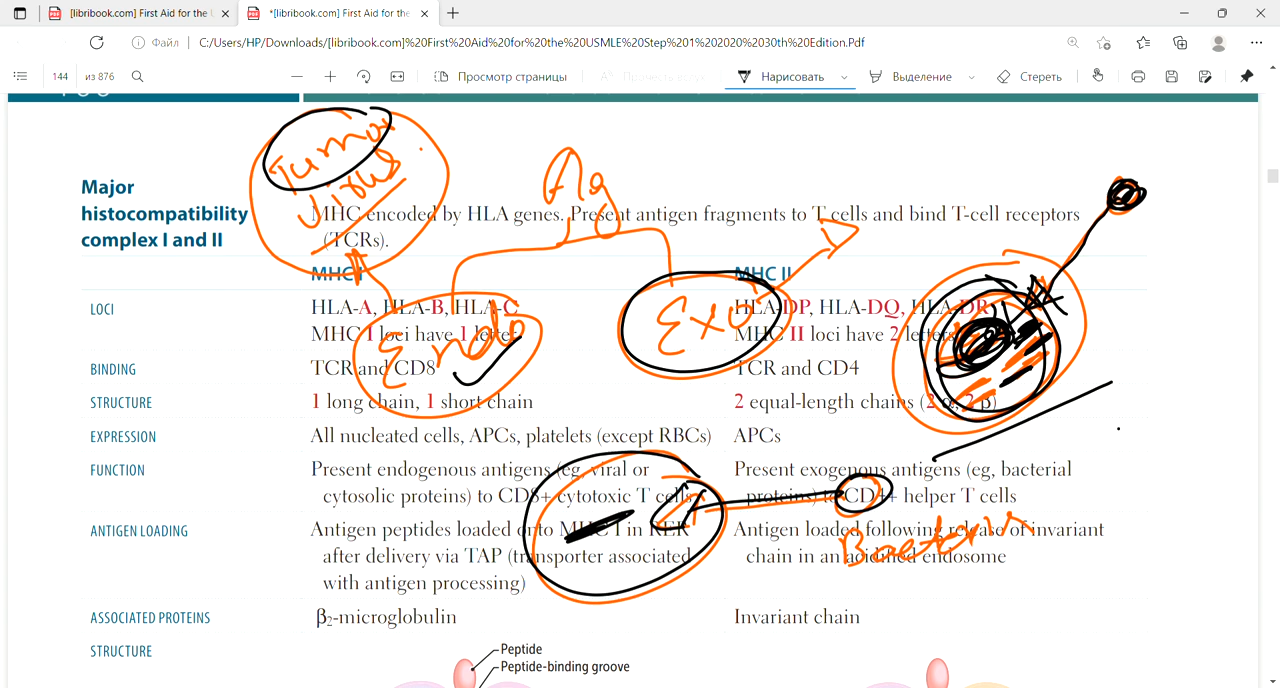 [libribook.com] First Aid for the U
*[libribook.com] First Aid for the
Файл
C:/Users/HP/Downloads/[libribook.com]%20First%20Aid%20for%20the%20USMLE%20Step%201%202020%2030th%20Edition.Pdf
144 из 876
Просмотр страницы
Прочесть вслух
Нарисовать
Выделение
Стереть
Tumor
Virus
Ag
Major
histocompatibility
complex I and II
MHC encoded by HLA genes. Present antigen fragments to T cells and bind T-cell receptors
(TCRs).
MHC I
MHC II
LOCI
HLA-A, HLA-B, HLA-C
MHC I loci have 1 letter
HLA-DP, HLA-DQ, HLA-DR
MHC II loci have 2 letters
Endo
Exo
BINDING
TCR and CD8
TCR and CD4
STRUCTURE
1 long chain, 1 short chain
2 equal-length chains (2 α, 2 β)
EXPRESSION
All nucleated cells, APCs, platelets (except RBCs)
APCs
FUNCTION
Present endogenous antigens (eg, viral or
cytosolic proteins) to CD8+ cytotoxic T cells
Present exogenous antigens (eg, bacterial
proteins) to CD4+ helper T cells
ANTIGEN LOADING
Antigen peptides loaded onto MHC I in RER
after delivery via TAP (transporter associated
with antigen processing)
Antigen loaded following release of invariant
chain in an acidified endosome
Bacteria
ASSOCIATED PROTEINS
β2-microglobulin
Invariant chain
STRUCTURE
Peptide
Peptide-binding groove